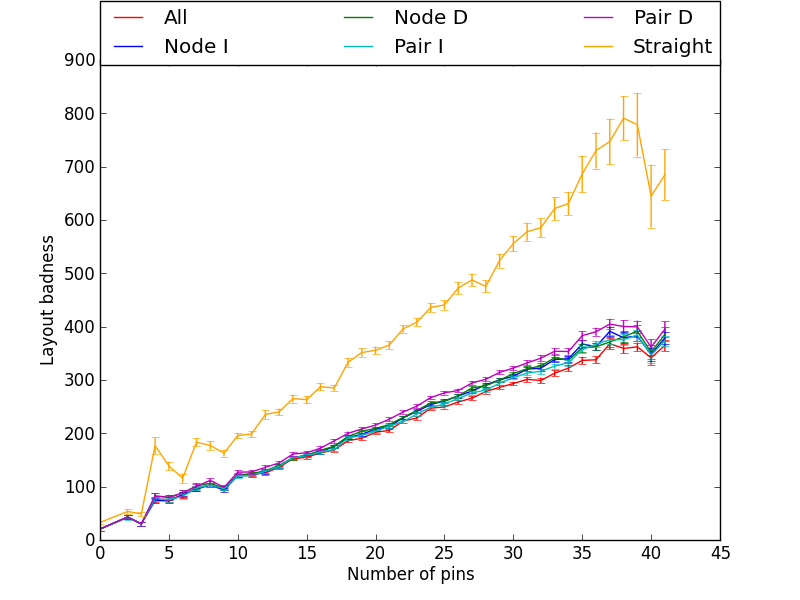 All Node D Pair D
Node I Pair I Straight
900
800
700
600
500
400
300
200
100
0
Layout badness
0 5 10 15 20 25 30 35 40 45
Number of pins